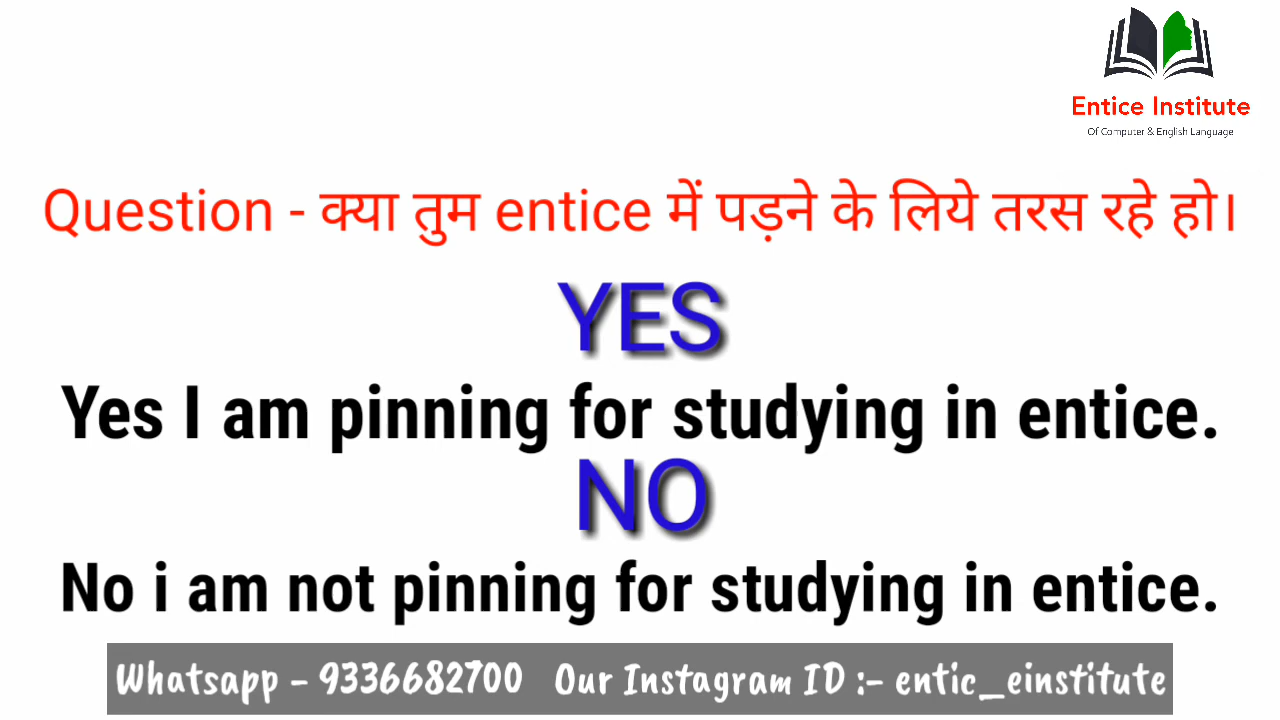 Entice Institute
Of Computer & English Language
Question - क्या तुम entice में पड़ने के लिये तरस रहे हो।
YES
Yes I am pinning for studying in entice.
NO
No i am not pinning for studying in entice.
Whatsapp - 9336682700 Our Instagram ID :- entic_einstitute